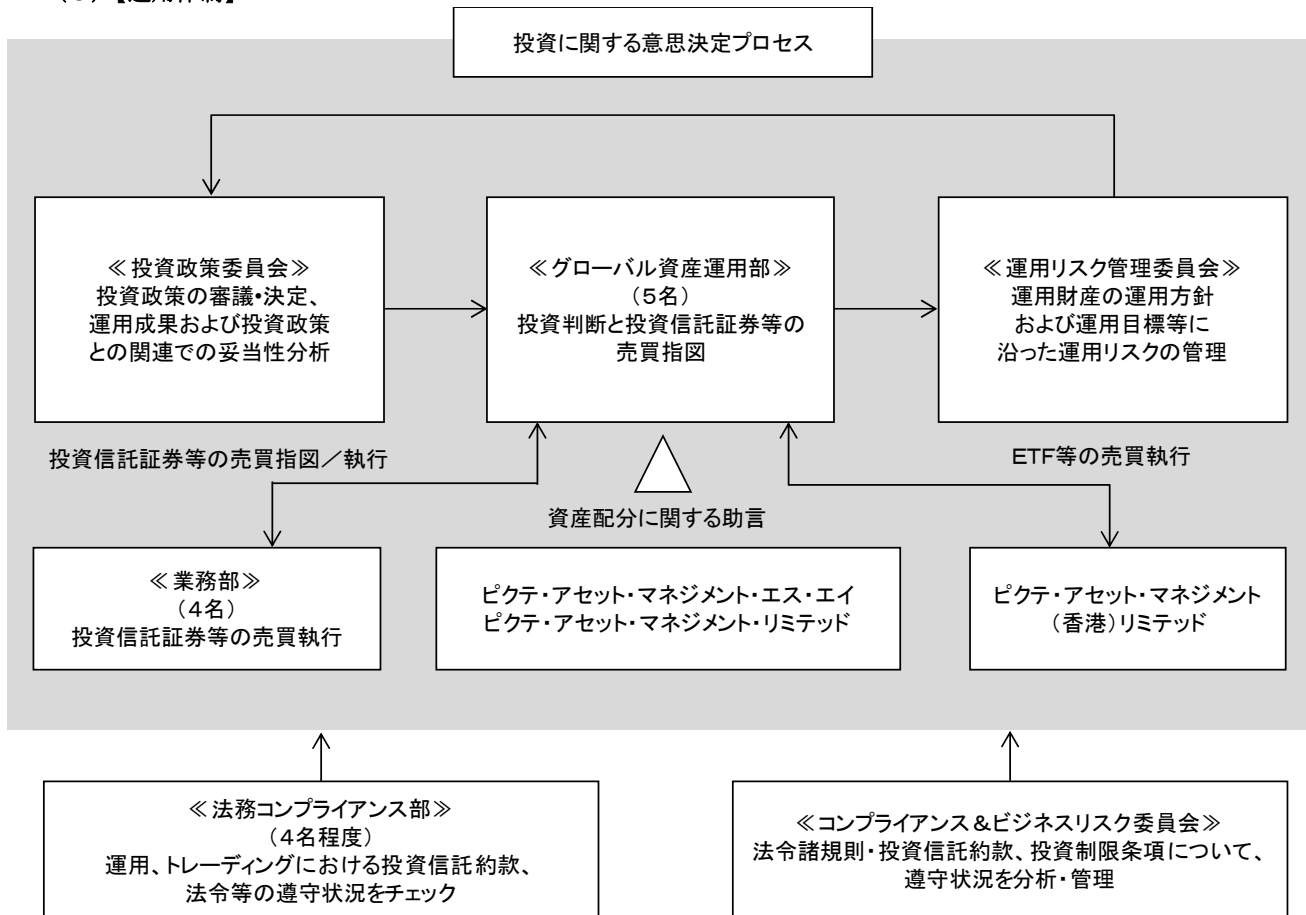 投資に関する意思決定プロセス
≪投資政策委員会≫
投資政策の審議・決定、
運用成果および投資政策
との関連での妥当性分析
≪グローバル資産運用部≫
(5名)
投資判断と投資信託証券等の
売買指図
≪運用リスク管理委員会≫
運用財産の運用方針
および運用目標等に
沿った運用リスクの管理
投資信託証券等の売買指図／執行
ETF等の売買執行
資産配分に関する助言
≪業務部≫
(4名)
投資信託証券等の売買執行
ピクテ・アセット・マネジメント・エス・エイ
ピクテ・アセット・マネジメント・リミテッド
ピクテ・アセット・マネジメント
(香港)リミテッド
≪法務コンプライアンス部≫
(4名程度)
運用、トレーディングにおける投資信託約款、
法令等の遵守状況をチェック
≪コンプライアンス＆ビジネスリスク委員会≫
法令諸規則・投資信託約款、投資制限条項について、
遵守状況を分析・管理